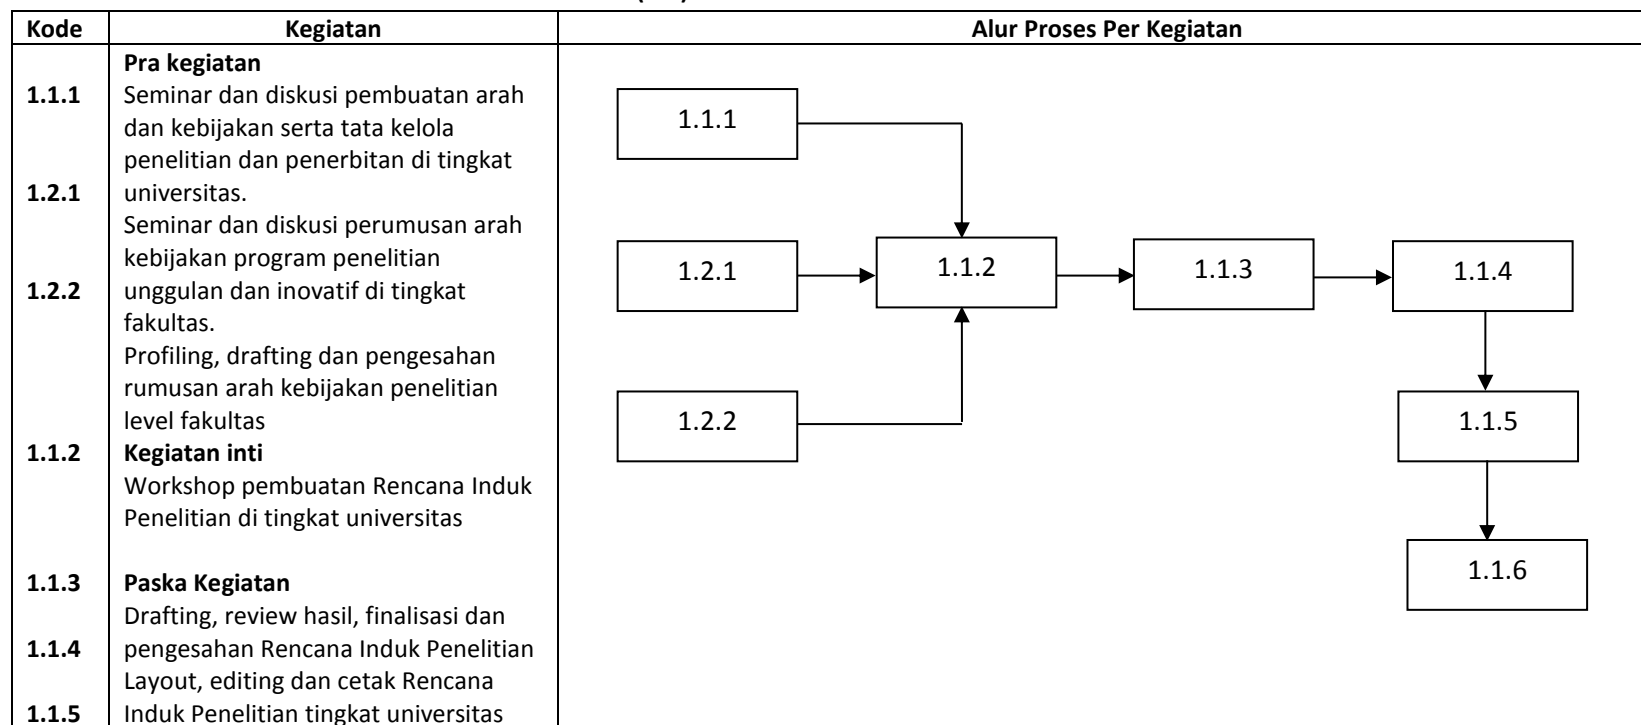 Kode Kegiatan Alur Proses Per Kegiatan
Pra kegiatan
1.1.1 Seminar dan diskusi pembuatan arah
dan kebijakan serta tata kelola
penelitian dan penerbitan di tingkat
1.2.1 universitas.
Seminar dan diskusi perumusan arah
kebijakan program penelitian
1.2.2 unggulan dan inovatif di tingkat
fakultas.
Profiling, drafting dan pengesahan
rumusan arah kebijakan penelitian
level fakultas
1.1.2 Kegiatan inti
Workshop pembuatan Rencana Induk
Penelitian di tingkat universitas
1.1.3 Paska Kegiatan
Drafting, review hasil, finalisasi dan
1.1.4 pengesahan Rencana Induk Penelitian
Layout, editing dan cetak Rencana
1.1.5 Induk Penelitian tingkat universitas
1.1.1
1.2.1 1.1.2 1.1.3 1.1.4
1.2.2 1.1.5
1.1.6